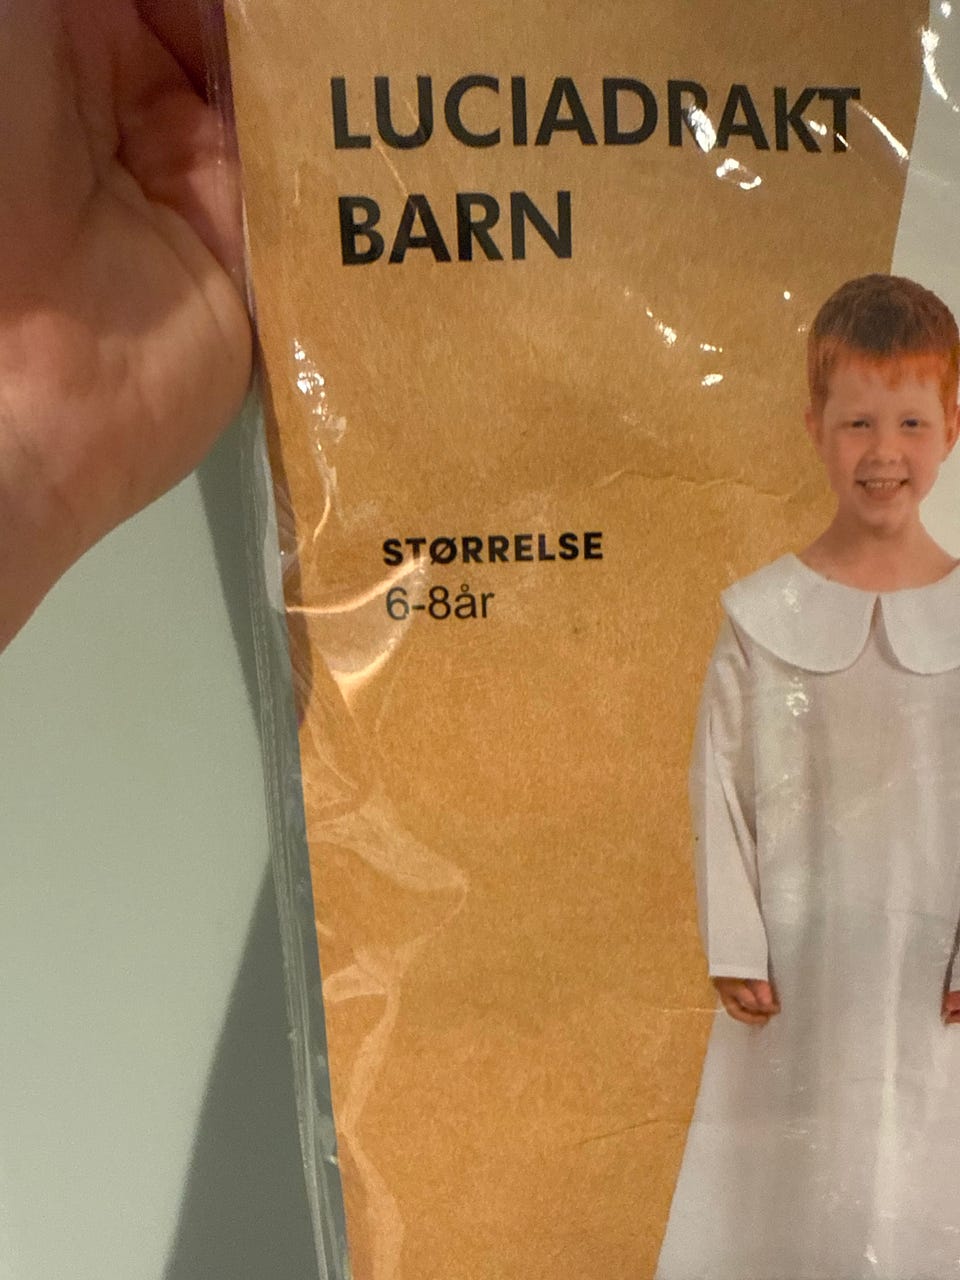 LUCIADRAKT
BARN
STØRRELSE
6-8år